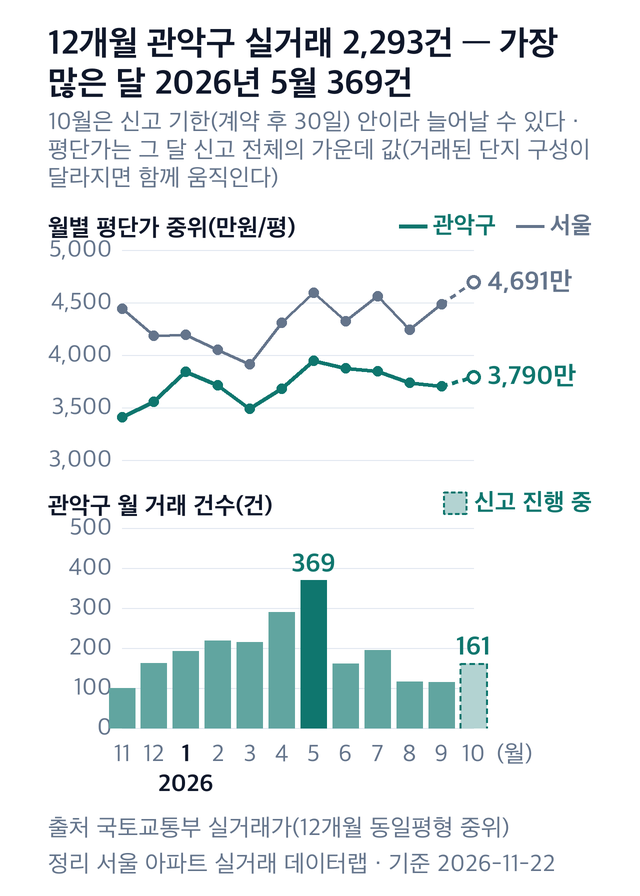 12개월 관악구 실거래 2,293건 — 가장
많은 달 2026년 5월 369건
10월은 신고 기한(계약 후 30일) 안이라 늘어날 수 있다 ·
평단가는 그 달 신고 전체의 가운데 값(거래된 단지 구성이
달라지면 함께 움직인다)
월별 평단가 중위(만원/평)
관악구 서울
5,000
4,500
4,000
3,500
3,000
4,691만
3,790만
관악구 월 거래 건수(건)
신고 진행 중
500
400
300
200
100
0
369
161
11 12 1 2 3 4 5 6 7 8 9 10 (월)
2026
출처 국토교통부 실거래가(12개월 동일평형 중위)
정리 서울 아파트 실거래 데이터랩 · 기준 2026-11-22